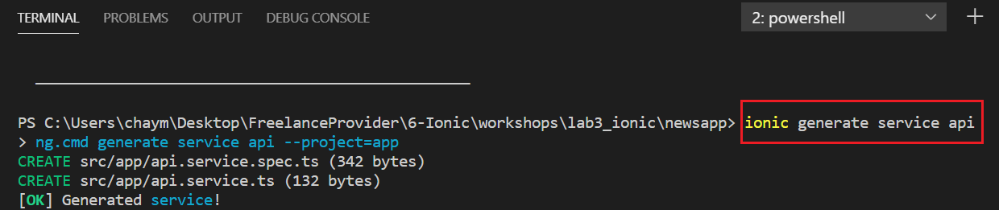 TERMINAL PROBLEMS OUTPUT DEBUG CONSOLE 2: powershell
PS C:\Users\chaym\Desktop\FreelanceProvider\6-Ionic\workshops\lab3_ionic\newsapp> ionic generate service api
> ng.cmd generate service api --project=app
CREATE src/app/api.service.spec.ts (342 bytes)
CREATE src/app/api.service.ts (132 bytes)
[OK] Generated service!